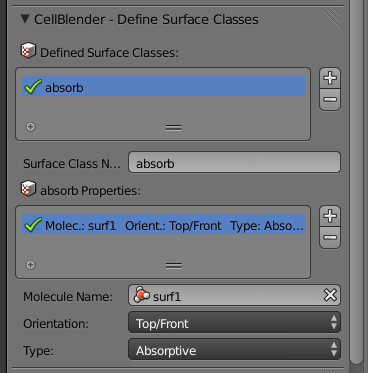 CellBlender - Define Surface Classes
Defined Surface Classes:
absorb
Surface Class N... absorb
absorb Properties:
Molec.: surf1 Orient.: Top/Front Type: Abso...
Molecule Name: surf1
Orientation: Top/Front
Type: Absorptive